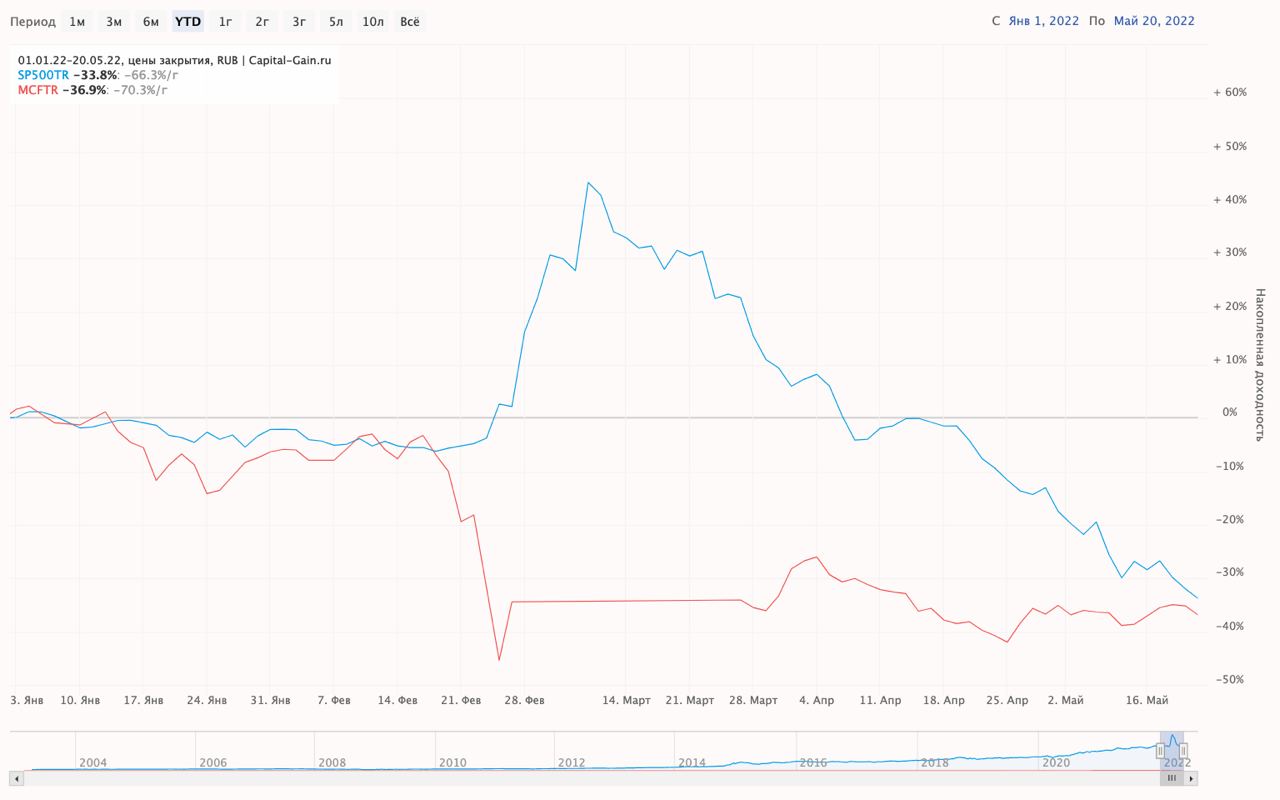 Период 1м 3м 6м YTD 1г 2г 3г 5л 10л Всё С Янв 1, 2022 По Май 20, 2022
01.01.22–20.05.22, цены закрытия, RUB | Capital-Gain.ru
SP500TR −33.8%: −66.3%/г
MCFTR −36.9%: −70.3%/г
+ 60%
+ 50%
+ 40%
+ 30%
+ 20%
+ 10%
0%
−10%
−20%
−30%
−40%
−50%
Накопленная доходность
3. Янв 10. Янв 17. Янв 24. Янв 31. Янв 7. Фев 14. Фев 21. Фев 28. Фев 14. Март 21. Март 28. Март 4. Апр 11. Апр 18. Апр 25. Апр 2. Май 16. Май
2004 2006 2008 2010 2012 2014 2016 2018 2020 2022